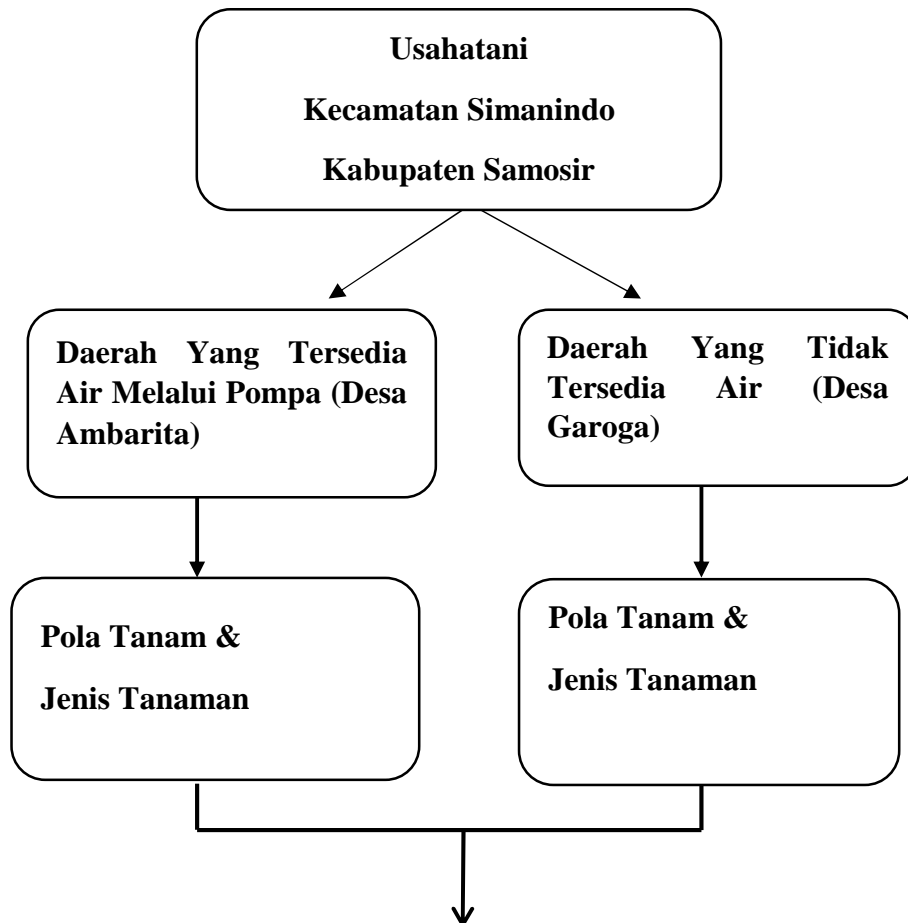 Usahatani
Kecamatan Simanindo
Kabupaten Samosir
Daerah Yang Tersedia
Air Melalui Pompa (Desa
Ambarita)
Daerah Yang Tidak
Tersedia Air (Desa
Garoga)
Pola Tanam &
Jenis Tanaman
Pola Tanam &
Jenis Tanaman